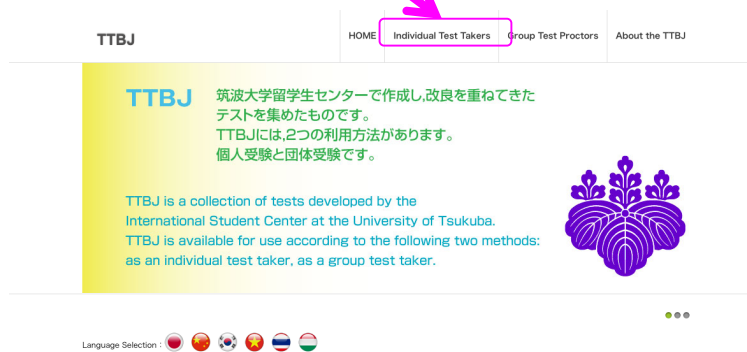 TTBJ
HOME Individual Test Takers Group Test Proctors About the TTBJ
TTBJ
筑波大学留学生センターで作成し,改良を重ねてきた
テストを集めたものです。
TTBJには,2つの利用方法があります。
個人受験と団体受験です。
TTBJ is a collection of tests developed by the
International Student Center at the University of Tsukuba.
TTBJ is available for use according to the following two methods:
as an individual test taker, as a group test taker.
Language Selection :